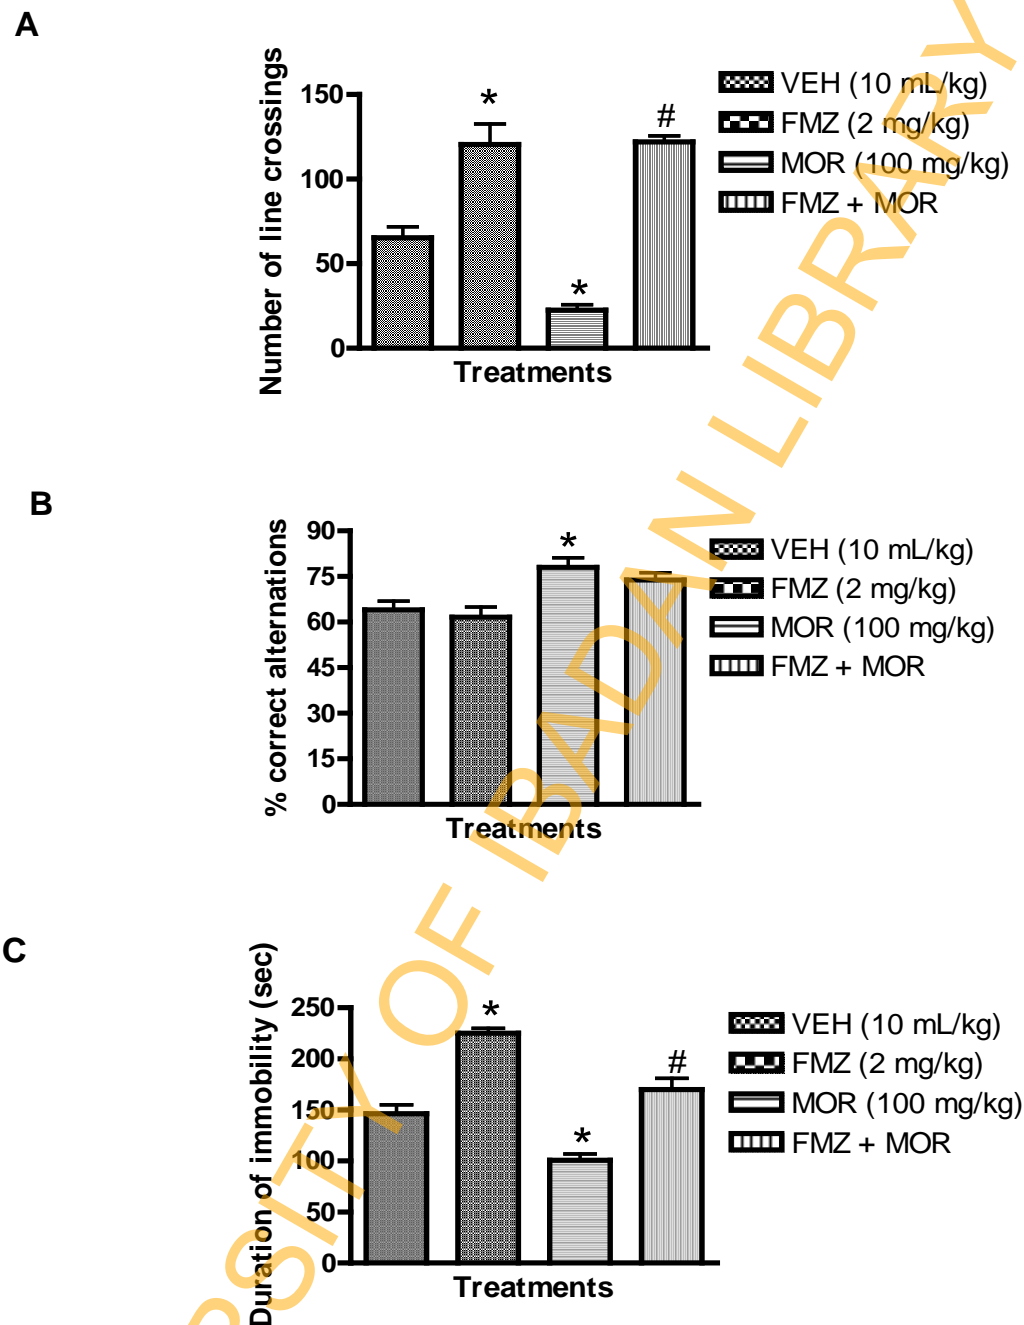 A
Number of line crossings
150
100
50
0
*
*
#
Treatments
VEH (10 mL/kg)
FMZ (2 mg/kg)
MOR (100 mg/kg)
FMZ + MOR
B
% correct alternations
90
75
60
45
30
15
0
*
Treatments
VEH (10 mL/kg)
FMZ (2 mg/kg)
MOR (100 mg/kg)
FMZ + MOR
C
Duration of immobility (sec)
250
200
150
100
50
0
*
*
#
Treatments
VEH (10 mL/kg)
FMZ (2 mg/kg)
MOR (100 mg/kg)
FMZ + MOR
RSITY OF IBADAN LIBRARY